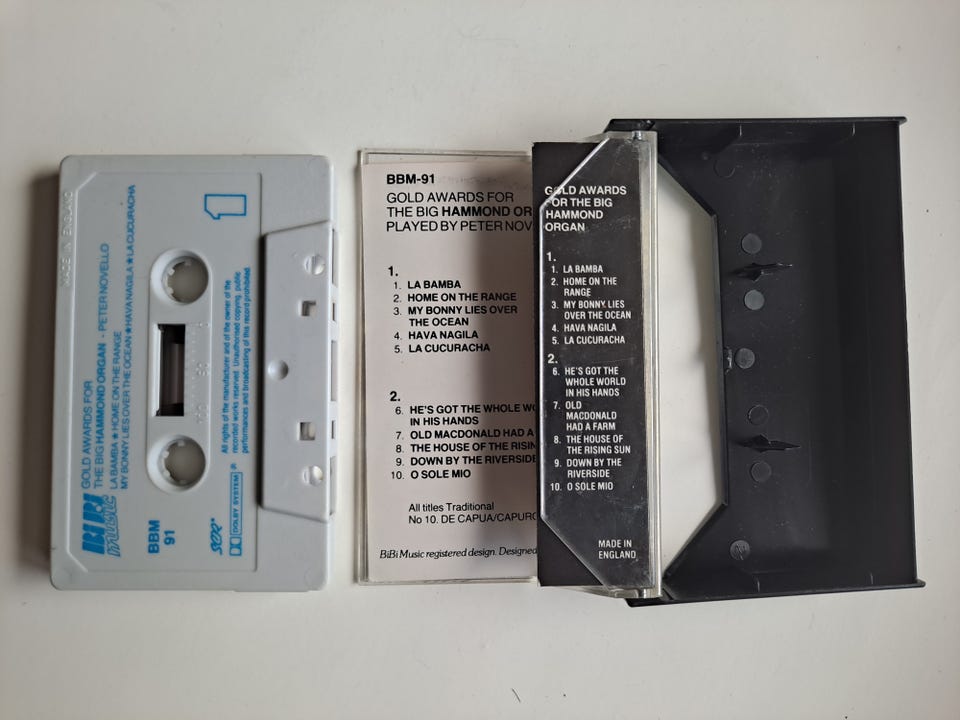 BiBi
music
GOLD AWARDS FOR
THE BIG HAMMOND ORGAN - PETER NOVELLO
LA BAMBA ★ HOME ON THE RANGE
MY BONNY LIES OVER THE OCEAN ★ HAVA NAGILA ★ LA CUCURACHA
1
BBM
91
DOLBY SYSTEM
All rights of the manufacturer and of the owner of the
recorded works reserved. Unauthorised copying, public
performances and broadcasting of this record prohibited.
MADE IN ENGLAND
100 50 0
BBM-91
GOLD AWARDS FOR
THE BIG HAMMOND OR
PLAYED BY PETER NOV
1.
1. LA BAMBA
2. HOME ON THE RANGE
3. MY BONNY LIES OVER
THE OCEAN
4. HAVA NAGILA
5. LA CUCURACHA
2.
6. HE'S GOT THE WHOLE WO
IN HIS HANDS
7. OLD MACDONALD HAD A
8. THE HOUSE OF THE RISIN
9. DOWN BY THE RIVERSIDE
10. O SOLE MIO
All titles Traditional
No 10. DE CAPUA/CAPURC
BiBi Music registered design. Designed
GOLD AWARDS
FOR THE BIG
HAMMOND
ORGAN
1.
1. LA BAMBA
2. HOME ON THE
RANGE
3. MY BONNY LIES
OVER THE OCEAN
4. HAVA NAGILA
5. LA CUCURACHA
2.
6. HE'S GOT THE
WHOLE WORLD
IN HIS HANDS
7. OLD
MACDONALD
HAD A FARM
8. THE HOUSE OF
THE RISING SUN
9. DOWN BY THE
RIVERSIDE
10. O SOLE MIO
MADE IN
ENGLAND